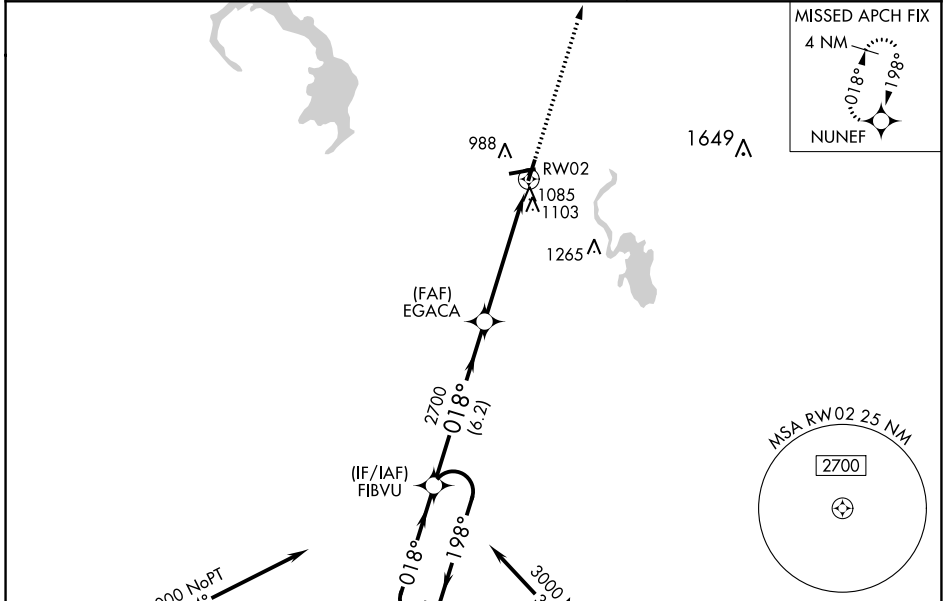 MISSED APCH FIX
4 NM
018°
198°
NUNEF
1649
988
RW02
1085
1103
1265
(FAF)
EGACA
2700
018°
(6.2)
MSA RW02 25 NM
2700
(IF/IAF)
FIBVU
018°
198°
NoPT
3000